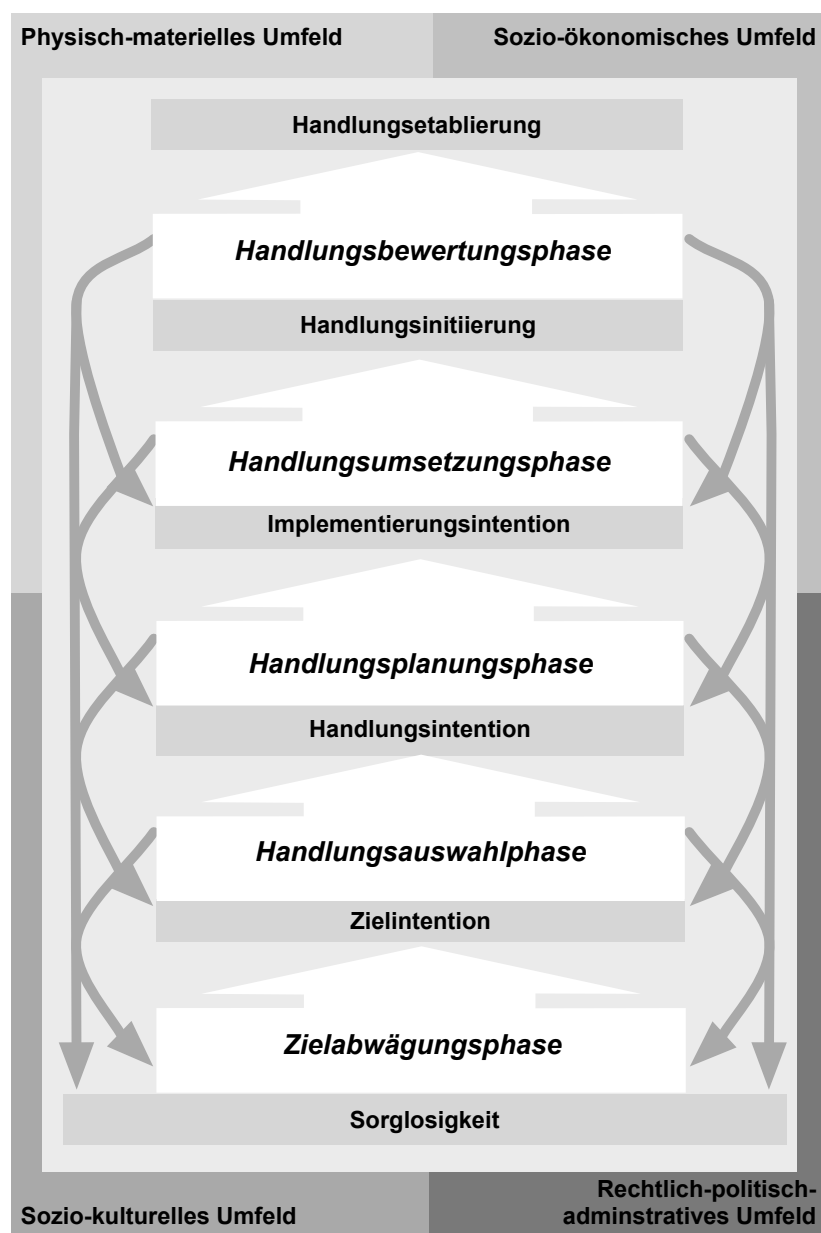 Physisch-materielles Umfeld
Sozio-ökonomisches Umfeld
Handlungsetablierung
Handlungsbewertungsphase
Handlungsinitiierung
Handlungsumsetzungsphase
Implementierungsintention
Handlungsplanungsphase
Handlungsintention
Handlungsauswahlphase
Zielintention
Zielabwägungsphase
Sorglosigkeit
Sozio-kulturelles Umfeld
Rechtlich-politisch-
adminstratives Umfeld